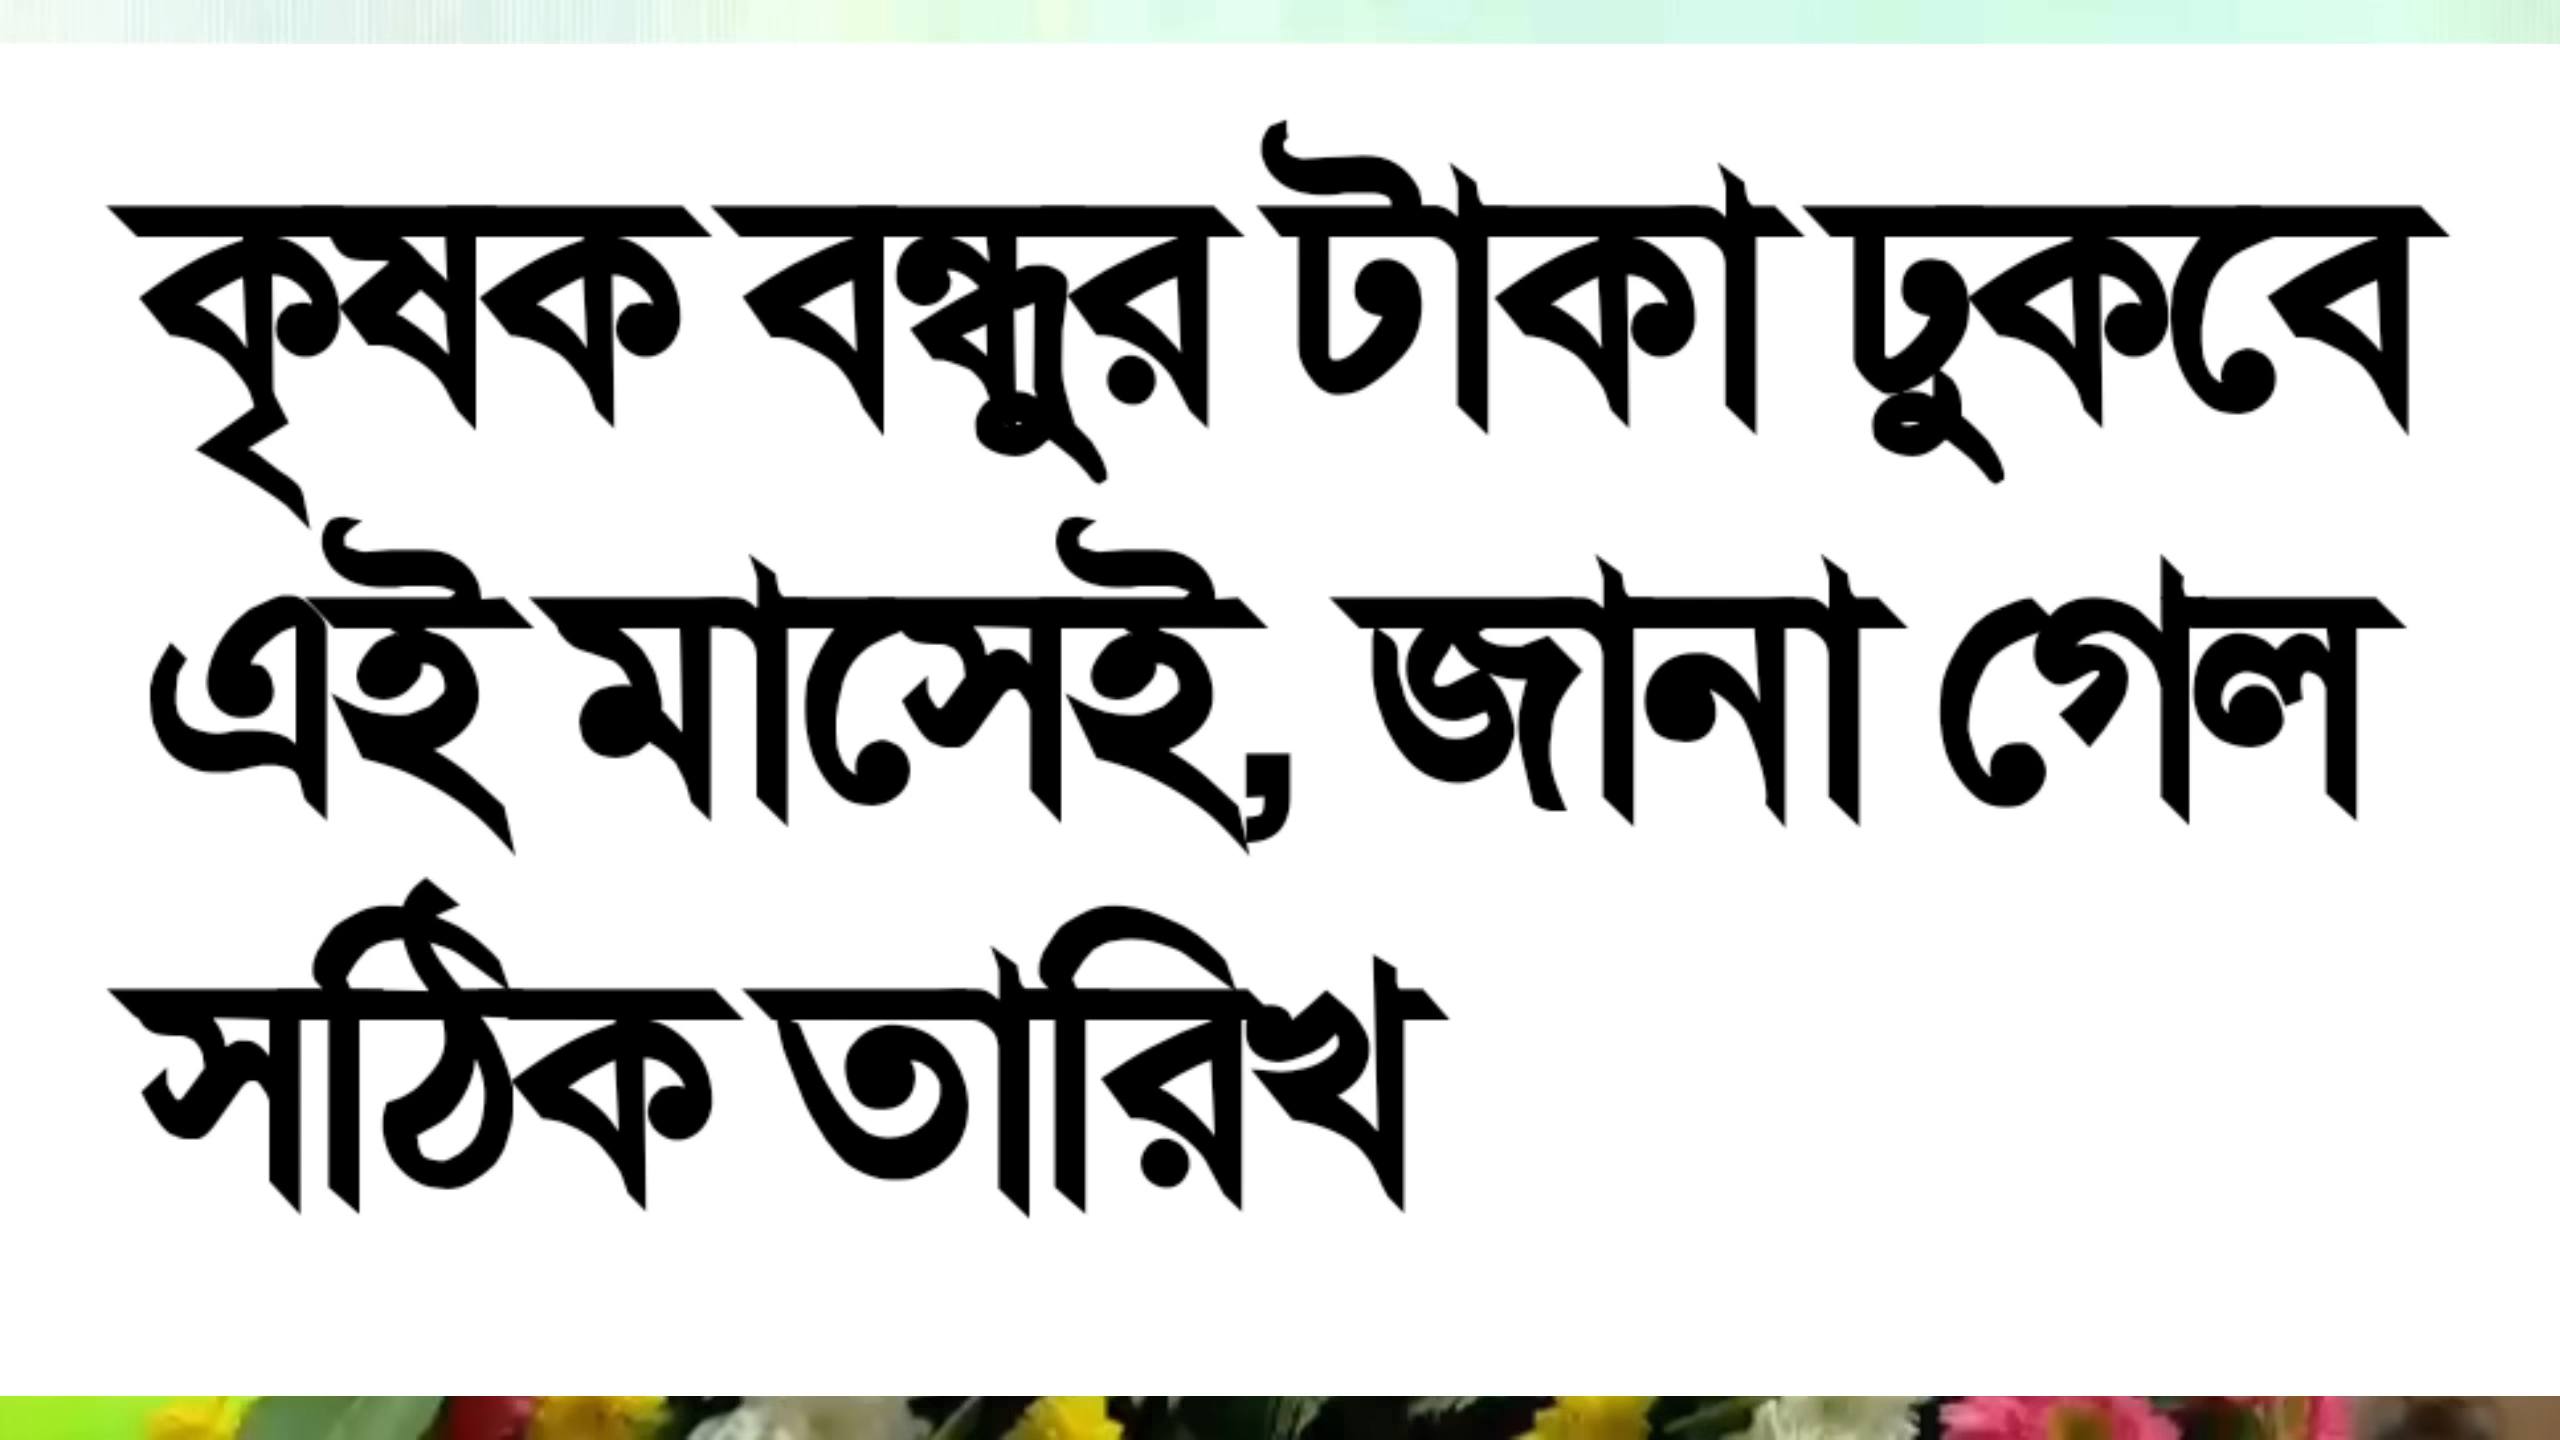 কৃষক বন্ধুর টাকা ঢুকবে
এই মাসেই, জানা গেল
সঠিক তারিখ